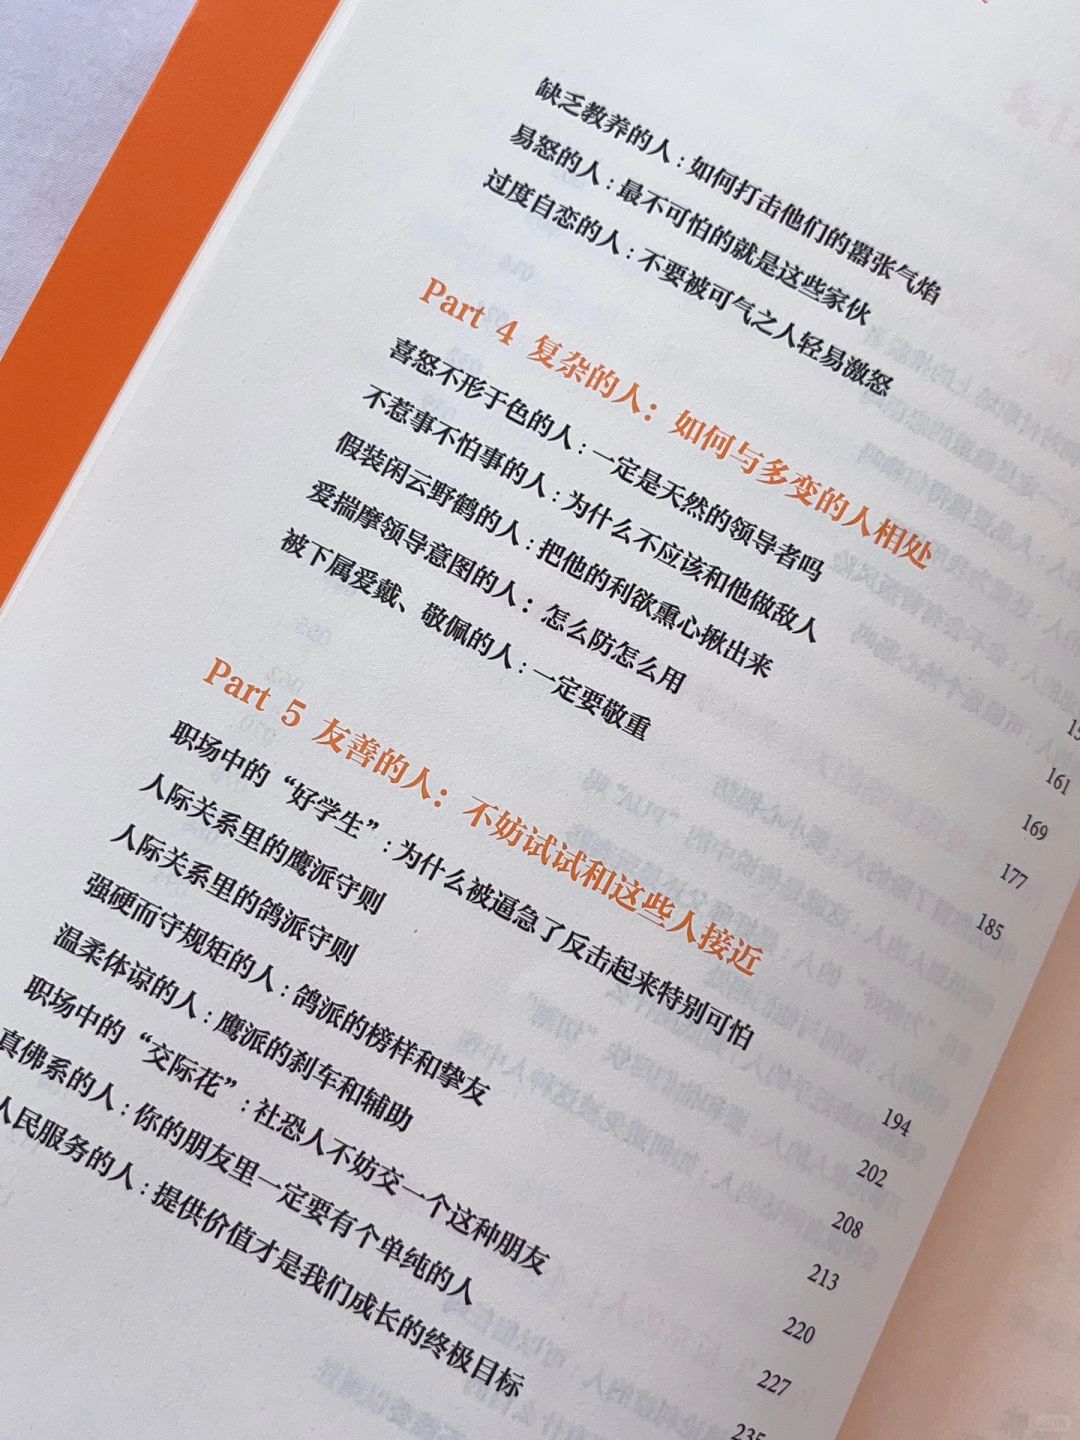 缺乏教养的人：如何打击他们的嚣张气焰
易怒的人：最不可怕的就是这些家伙
过度自恋的人：不要被可气之人轻易激怒
Part 4 复杂的人：如何与多变的人相处
喜怒不形于色的人：一定是天然的领导者吗
不惹事不怕事的人：为什么不应该和他做敌人 161
假装闲云野鹤的人：把他的利欲熏心揪出来 169
爱揣摩领导意图的人：怎么防怎么用 177
被下属爱戴、敬佩的人：一定要敬重 185
Part 5 友善的人：不妨试试和这些人接近
职场中的“好学生”：为什么被逼急了反击起来特别可怕 194
人际关系里的鹰派守则 202
人际关系里的鸽派守则 208
强硬而守规矩的人：鸽派的榜样和挚友 213
温柔体谅的人：鹰派的刹车和辅助 220
职场中的“交际花”：社恐人不妨交一个这种朋友 227
真佛系的人：你的朋友里一定要有个单纯的人 235
人民服务的人：提供价值才是我们成长的终极目标